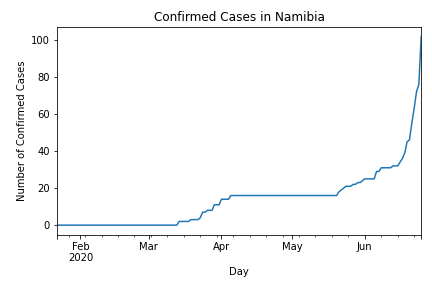 Confirmed Cases in Namibia
100
80
60
40
20
0
Number of Confirmed Cases
Feb Mar Apr May Jun
2020
Day